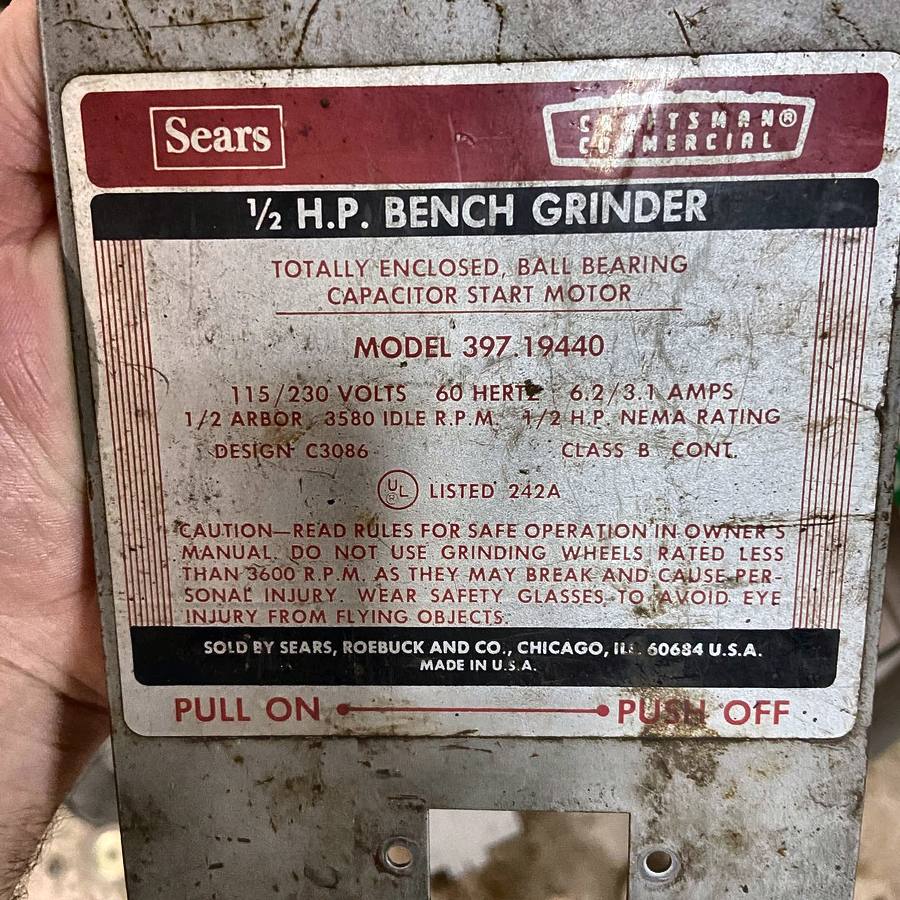 Sears
CRAFTSMAN®
COMMERCIAL
½ H.P. BENCH GRINDER
TOTALLY ENCLOSED, BALL BEARING
CAPACITOR START MOTOR
MODEL 397.19440
115/230 VOLTS 60 HERTZ 6.2/3.1 AMPS
1/2 ARBOR 3580 IDLE R.P.M. 1/2 H.P. NEMA RATING
DESIGN C3086 CLASS B CONT.
UL® LISTED 242A
CAUTION—READ RULES FOR SAFE OPERATION IN OWNER'S
MANUAL. DO NOT USE GRINDING WHEELS RATED LESS
THAN 3600 R.P.M. AS THEY MAY BREAK AND CAUSE PER-
SONAL INJURY. WEAR SAFETY GLASSES TO AVOID EYE
INJURY FROM FLYING OBJECTS.
SOLD BY SEARS, ROEBUCK AND CO., CHICAGO, ILL. 60684 U.S.A.
MADE IN U.S.A.
PULL ON PUSH OFF